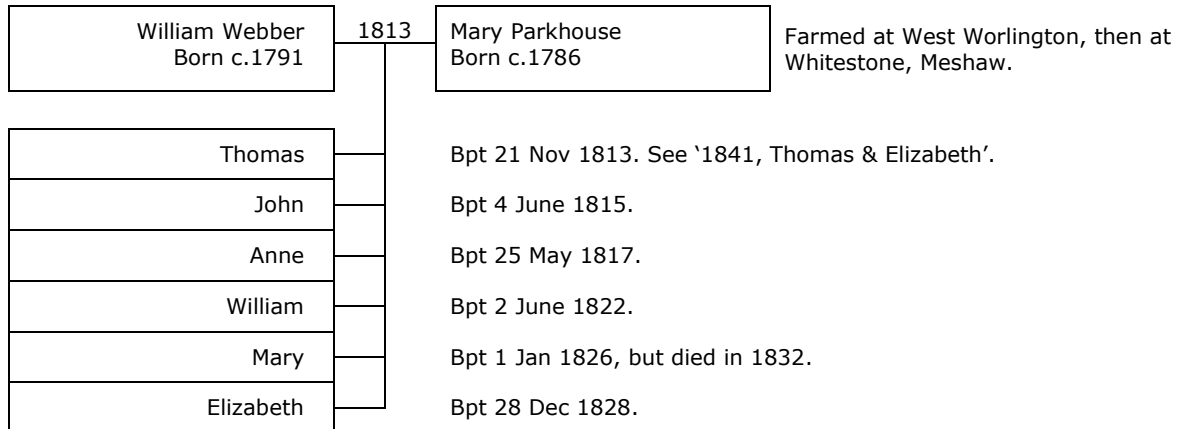 William Webber
Born c.1791
1813
Mary Parkhouse
Born c.1786
Farmed at West Worlington, then at
Whitestone, Meshaw.
Thomas
Bpt 21 Nov 1813. See ‘1841, Thomas & Elizabeth’.
John
Bpt 4 June 1815.
Anne
Bpt 25 May 1817.
William
Bpt 2 June 1822.
Mary
Bpt 1 Jan 1826, but died in 1832.
Elizabeth
Bpt 28 Dec 1828.